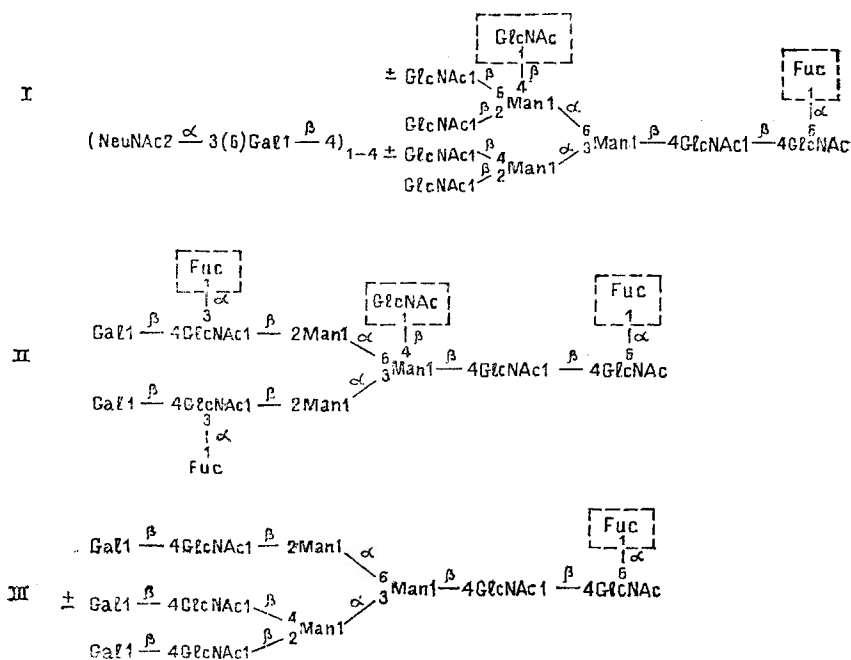 GlcNAc
1
Fuc
1
α
± GlcNAc1 β 4 β
6
I
GlcNAc1 β 2 Man1 α
(NeuNAc2 α 3(6)Gal1 β 4)1-4 ± GlcNAc1 β 4 Man1 α 6 3 Man1 β 4GlcNAc1 β 4GlcNAc 6
GlcNAc1 β 2
Fuc
1
α
3
GlcNAc
1
β
4
Fuc
1
α
6
Gal1 β 4GlcNAc1 β 2Man1 α
II
6 3 Man1 β 4GlcNAc1 β 4GlcNAc
Gal1 β 4GlcNAc1 β 2Man1 α
3
α
1
Fuc
Fuc
1
α
6
Gal1 β 4GlcNAc1 β 2Man1 α
III
6 3 Man1 β 4GlcNAc1 β 4GlcNAc
± Gal1 β 4GlcNAc1 β 4 Man1 α
Gal1 β 4GlcNAc1 β 2